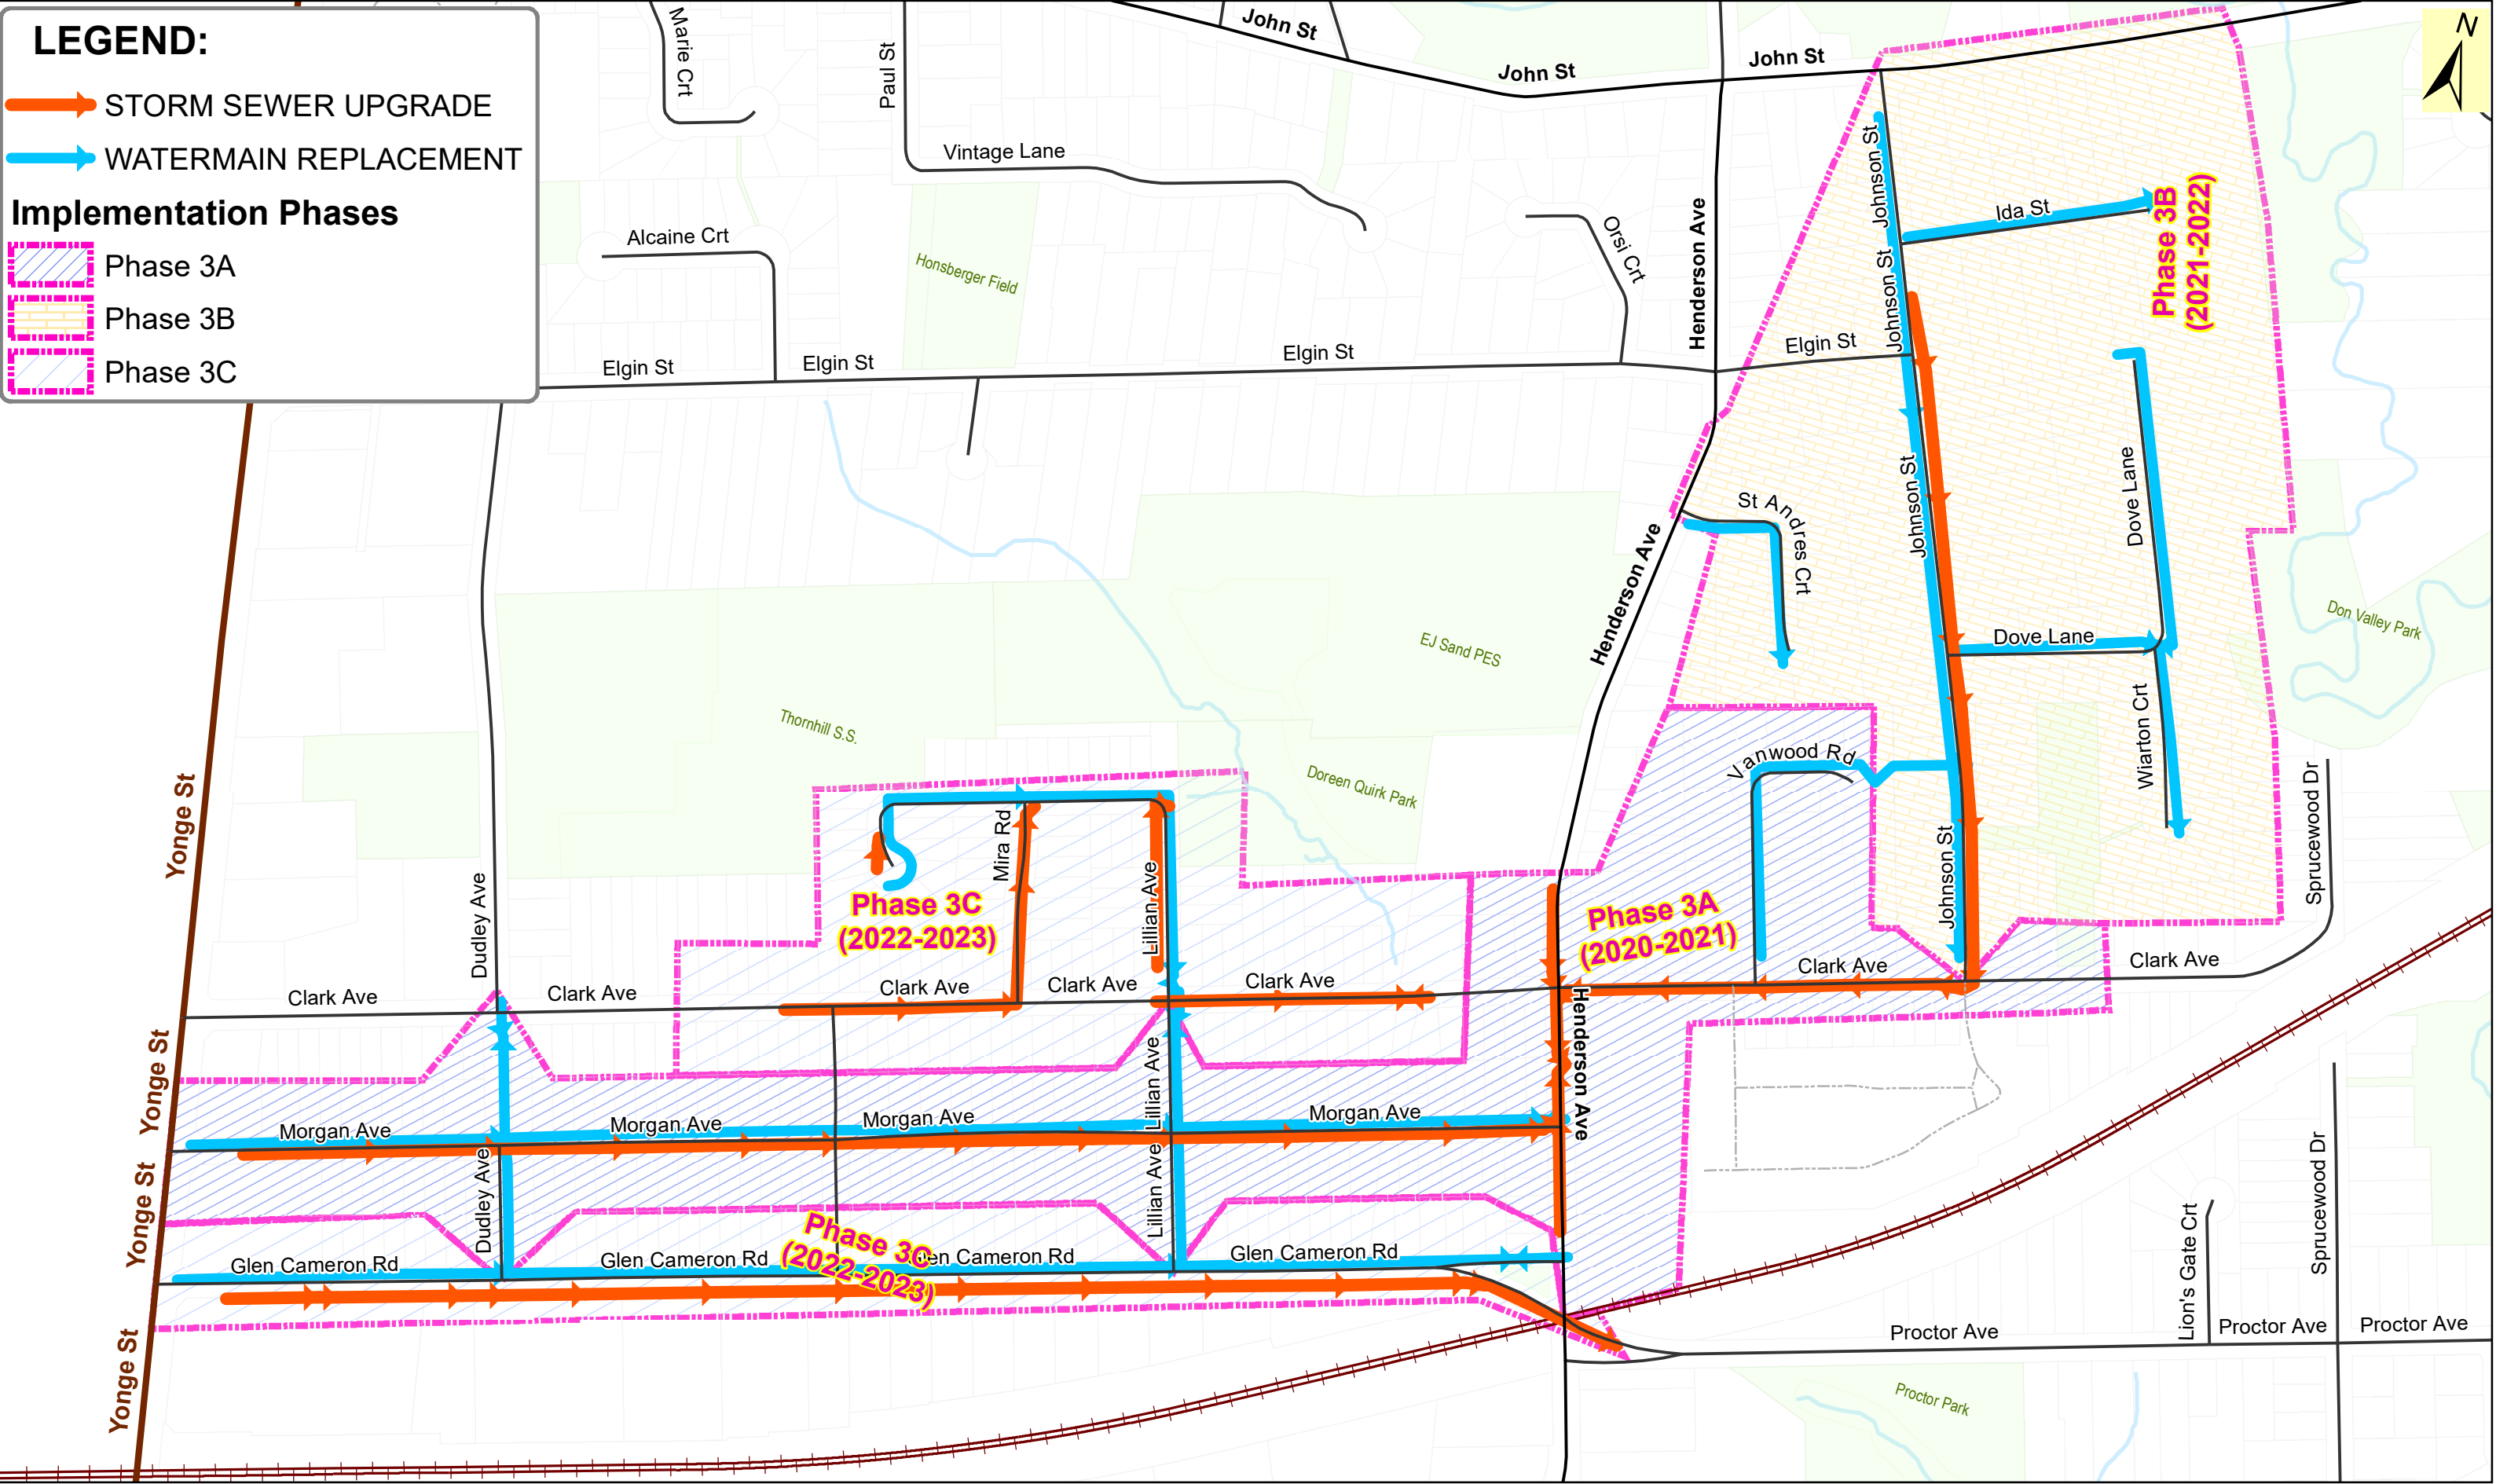 LEGEND:
STORM SEWER UPGRADE
WATERMAIN REPLACEMENT
Implementation Phases
Phase 3A
Phase 3B
Phase 3C
N
Marie Crt
Paul St
John St
John St
John St
Vintage Lane
Alcaine Crt
Honsberger Field
Orsi Crt
Henderson Ave
Johnson St
Johnson St
Johnson St
Ida St
Phase 3B
(2021-2022)
Elgin St
Elgin St
Elgin St
Elgin St
St Andres Crt
Johnson St
Johnson St
Dove Lane
Dove Lane
Don Valley Park
Henderson Ave
EJ Sand PES
Thornhill S.S.
Doreen Quirk Park
Vanwood Rd
Wiarton Crt
Sprucewood Dr
Yonge St
Dudley Ave
Mira Rd
Lillian Ave
Johnson St
Phase 3C
(2022-2023)
Phase 3A
(2020-2021)
Clark Ave
Clark Ave
Clark Ave
Clark Ave
Clark Ave
Clark Ave
Clark Ave
Yonge St
Lillian Ave
Henderson Ave
Morgan Ave
Morgan Ave
Morgan Ave
Morgan Ave
Yonge St
Dudley Ave
Lillian Ave
Sprucewood Dr
Lion's Gate Crt
Glen Cameron Rd
Glen Cameron Rd
Glen Cameron Rd
Glen Cameron Rd
Phase 3C
(2022-2023)
Yonge St
Proctor Ave
Proctor Ave
Proctor Ave
Proctor Park